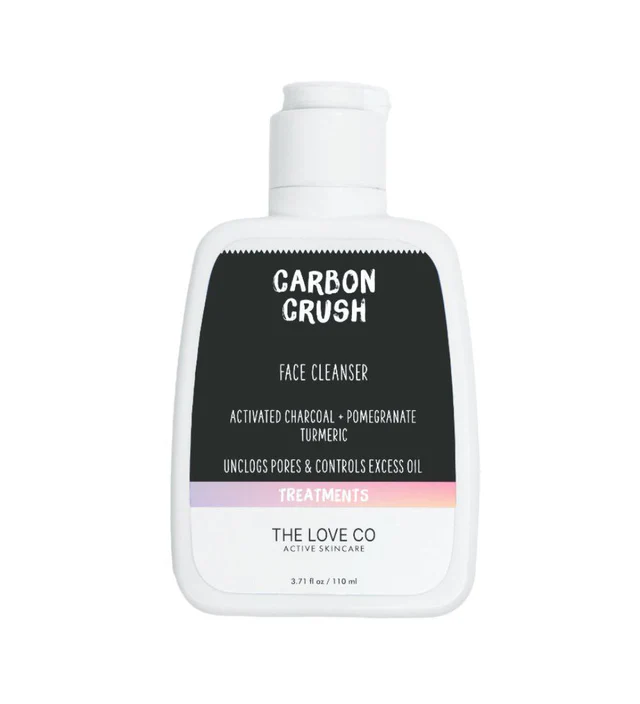 CARBON
CRUSH
FACE CLEANSER
ACTIVATED CHARCOAL + POMEGRANATE
TURMERIC
UNCLOGS PORES & CONTROLS EXCESS OIL
TREATMENTS
THE LOVE CO
ACTIVE SKINCARE
3.71 fl oz / 110 ml